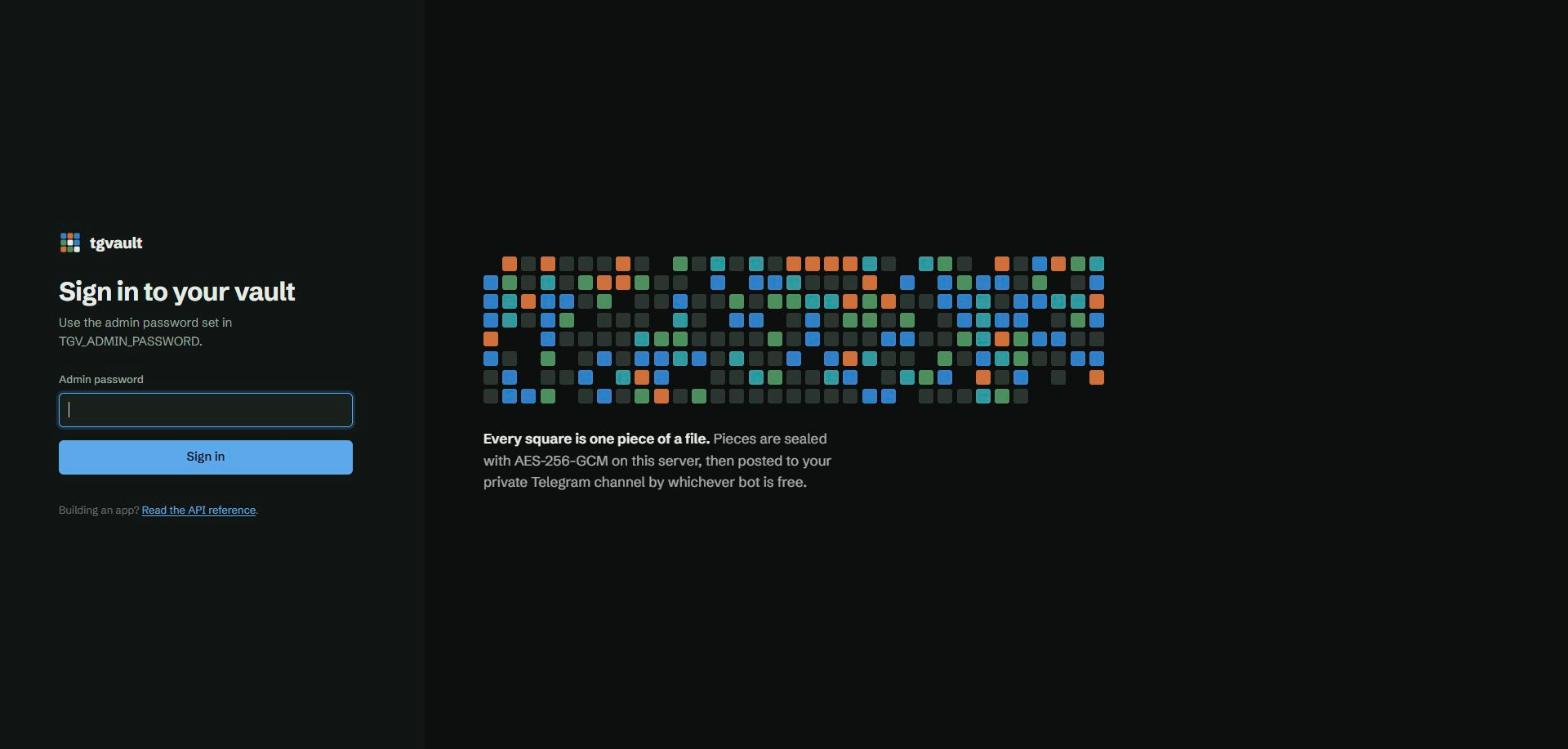 tgvault
Sign in to your vault
Use the admin password set in
TGV_ADMIN_PASSWORD.
Admin password
Sign in
Building an app? Read the API reference.
Every square is one piece of a file. Pieces are sealed
with AES-256-GCM on this server, then posted to your
private Telegram channel by whichever bot is free.